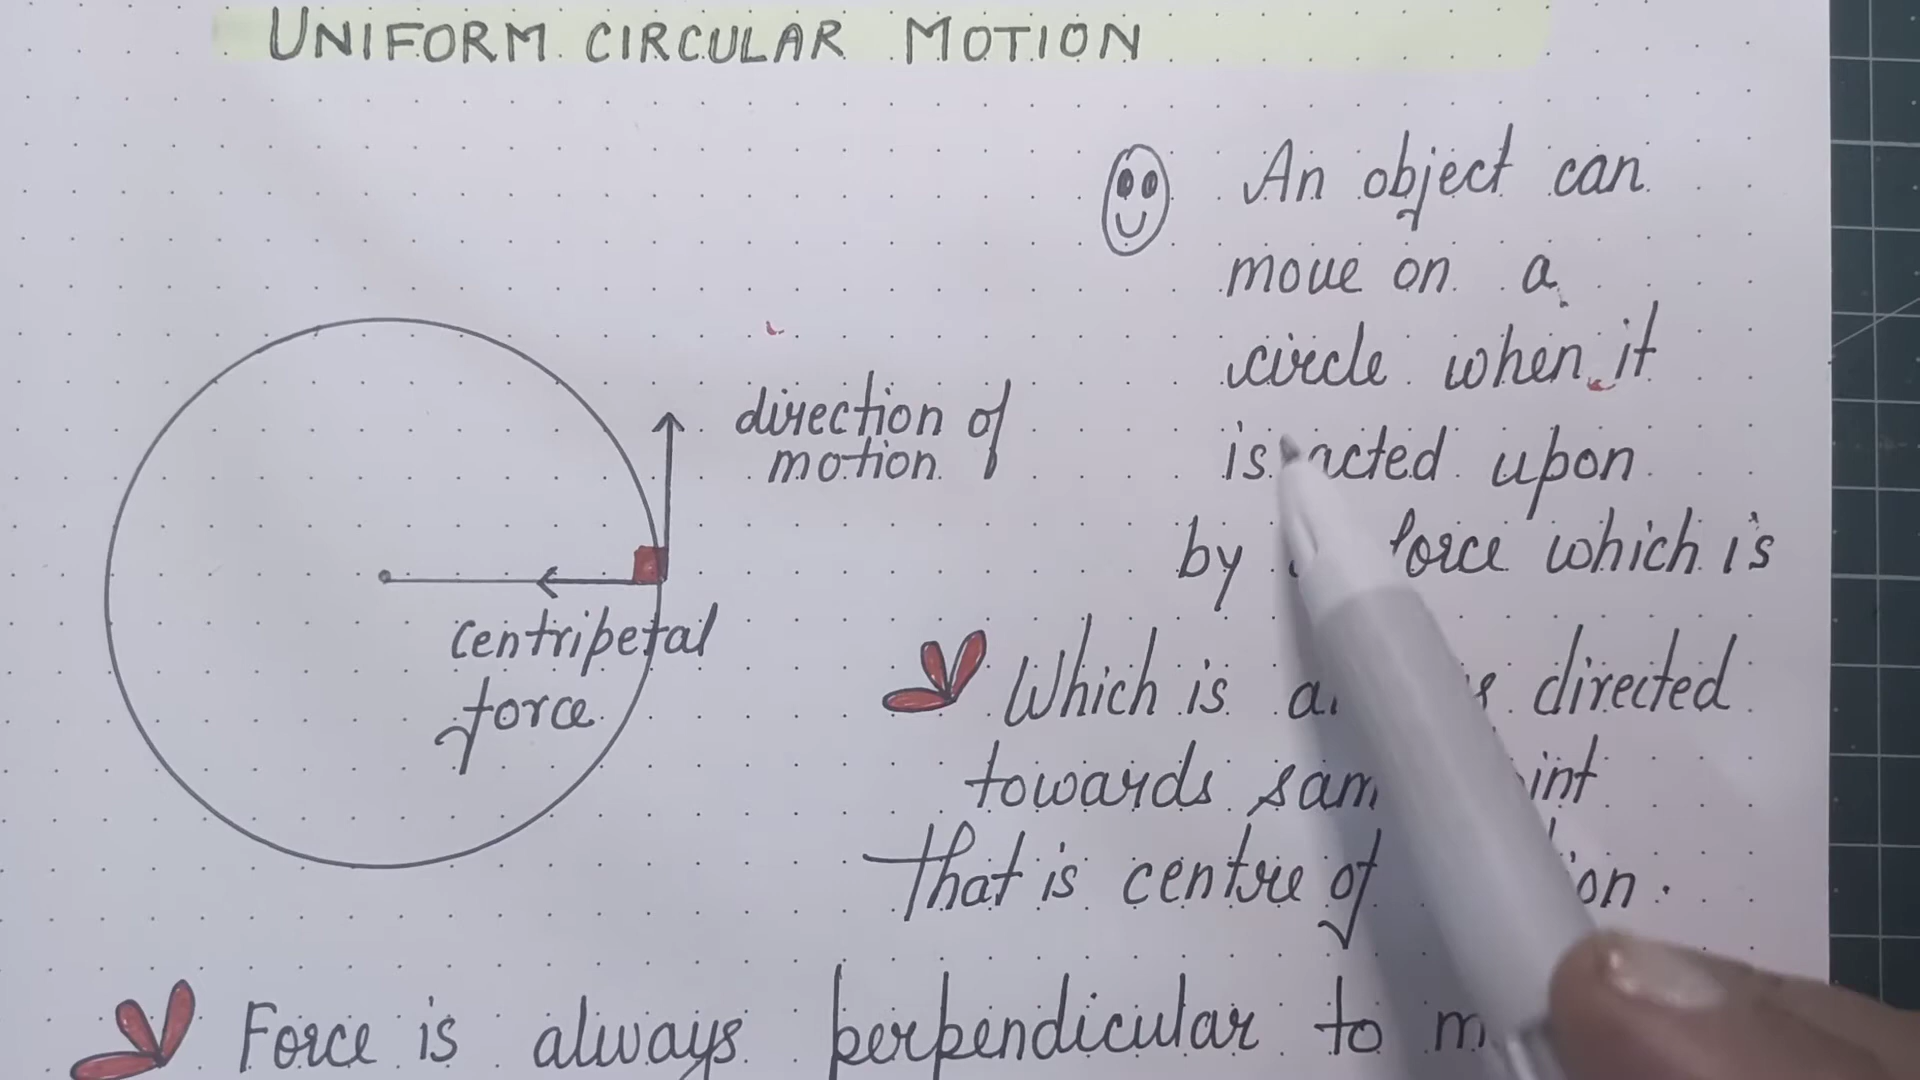 UNIFORM CIRCULAR MOTION
An object can
move on a
circle when it
is acted upon
by force which is
direction of
motion
centripetal
force
Which is directed
towards
that is centre of
Force is always perpendicular to